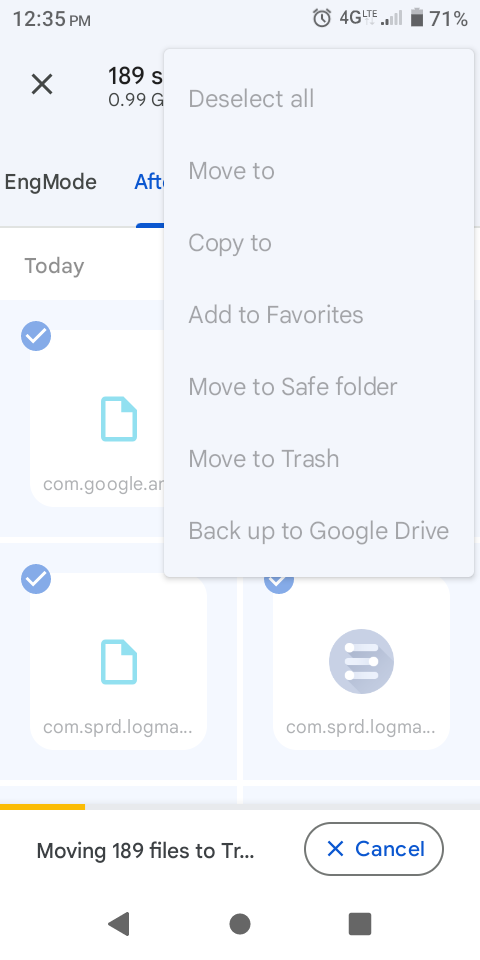 12:35 PM 4G LTE 71%
189 s
0.99 G
Deselect all
EngMode
Afte
Move to
Copy to
Today
Add to Favorites
Move to Safe folder
Move to Trash
com.google.ar
Back up to Google Drive
com.sprd.logma...
com.sprd.logma...
Moving 189 files to Tr...
Cancel